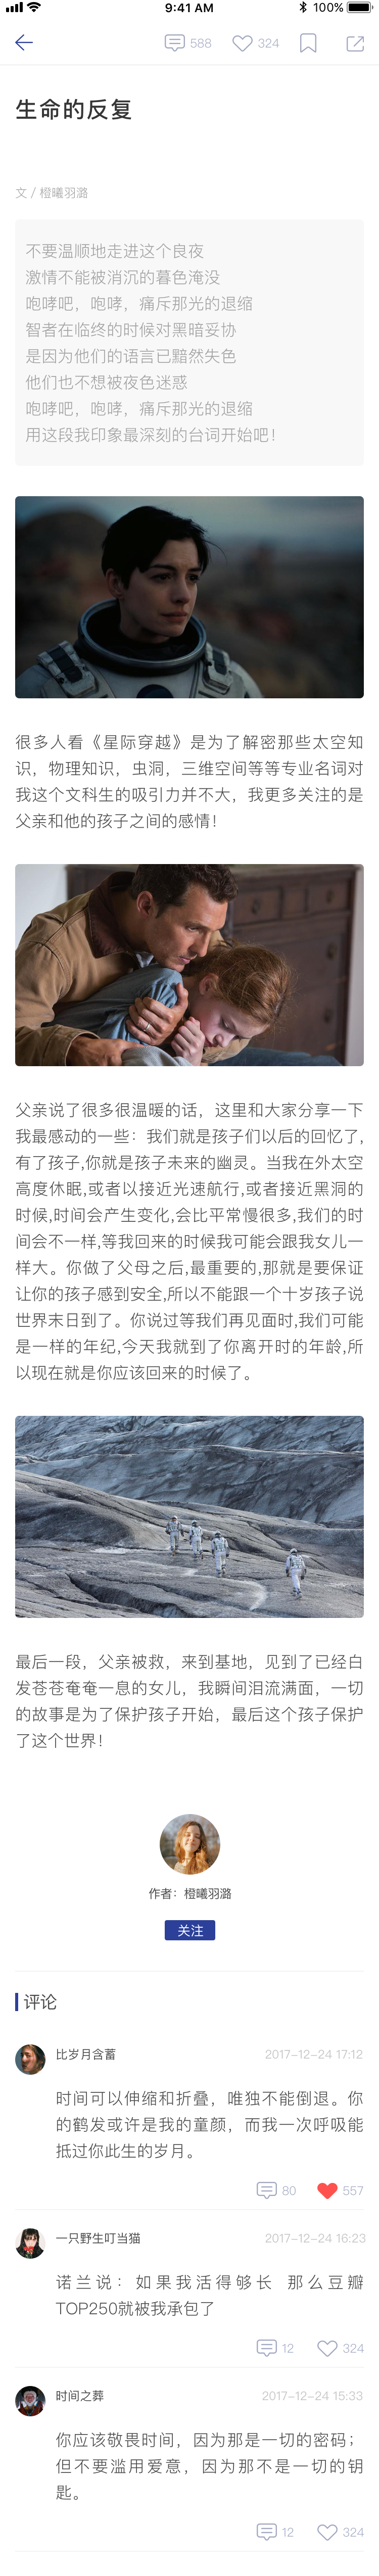 9:41 AM 100%
588 324
生命的反复
文 / 橙曦羽潞
不要温顺地走进这个良夜
激情不能被消沉的暮色淹没
咆哮吧，咆哮，痛斥那光的退缩
智者在临终的时候对黑暗妥协
是因为他们的语言已黯然失色
他们也不想被夜色迷惑
咆哮吧，咆哮，痛斥那光的退缩
用这段我印象最深刻的台词开始吧！
很多人看《星际穿越》是为了解密那些太空知
识，物理知识，虫洞，三维空间等等专业名词对
我这个文科生的吸引力并不大，我更多关注的是
父亲和他的孩子之间的感情！
父亲说了很多很温暖的话，这里和大家分享一下
我最感动的一些：我们就是孩子们以后的回忆了,
有了孩子,你就是孩子未来的幽灵。当我在外太空
高度休眠,或者以接近光速航行,或者接近黑洞的
时候,时间会产生变化,会比平常慢很多,我们的时
间会不一样,等我回来的时候我可能会跟我女儿一
样大。你做了父母之后,最重要的,那就是要保证
让你的孩子感到安全,所以不能跟一个十岁孩子说
世界末日到了。你说过等我们再见面时,我们可能
是一样的年纪,今天我就到了你离开时的年龄,所
以现在就是你应该回来的时候了。
最后一段，父亲被救，来到基地，见到了已经白
发苍苍奄奄一息的女儿，我瞬间泪流满面，一切
的故事是为了保护孩子开始，最后这个孩子保护
了这个世界！
作者：橙曦羽潞
关注
评论
比岁月含蓄 2017-12-24 17:12
时间可以伸缩和折叠，唯独不能倒退。你
的鹤发或许是我的童颜，而我一次呼吸能
抵过你此生的岁月。
80 557
一只野生叮当猫 2017-12-24 16:23
诺兰说：如果我活得够长 那么豆瓣
TOP250就被我承包了
12 324
时间之葬 2017-12-24 15:33
你应该敬畏时间，因为那是一切的密码；
但不要滥用爱意，因为那不是一切的钥
匙。
12 324